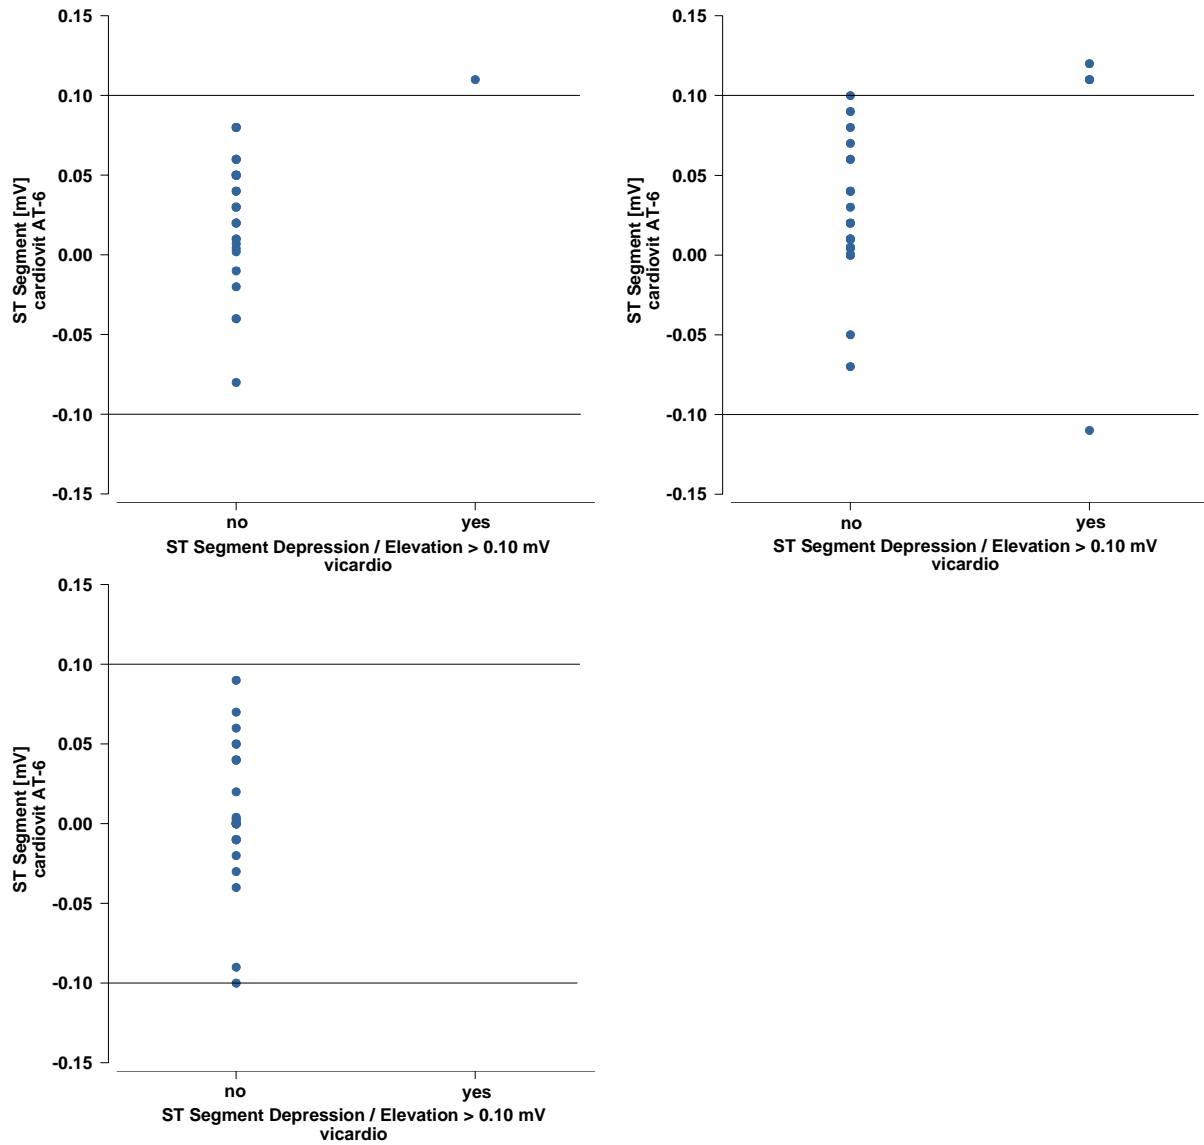 0.15
0.10
0.05
0.00
-0.05
-0.10
-0.15
ST Segment [mV]
cardiovit AT-6
no
yes
ST Segment Depression / Elevation > 0.10 mV
vicardio
0.15
0.10
0.05
0.00
-0.05
-0.10
-0.15
ST Segment [mV]
cardiovit AT-6
no
yes
ST Segment Depression / Elevation > 0.10 mV
vicardio
0.15
0.10
0.05
0.00
-0.05
-0.10
-0.15
ST Segment [mV]
cardiovit AT-6
no
yes
ST Segment Depression / Elevation > 0.10 mV
vicardio